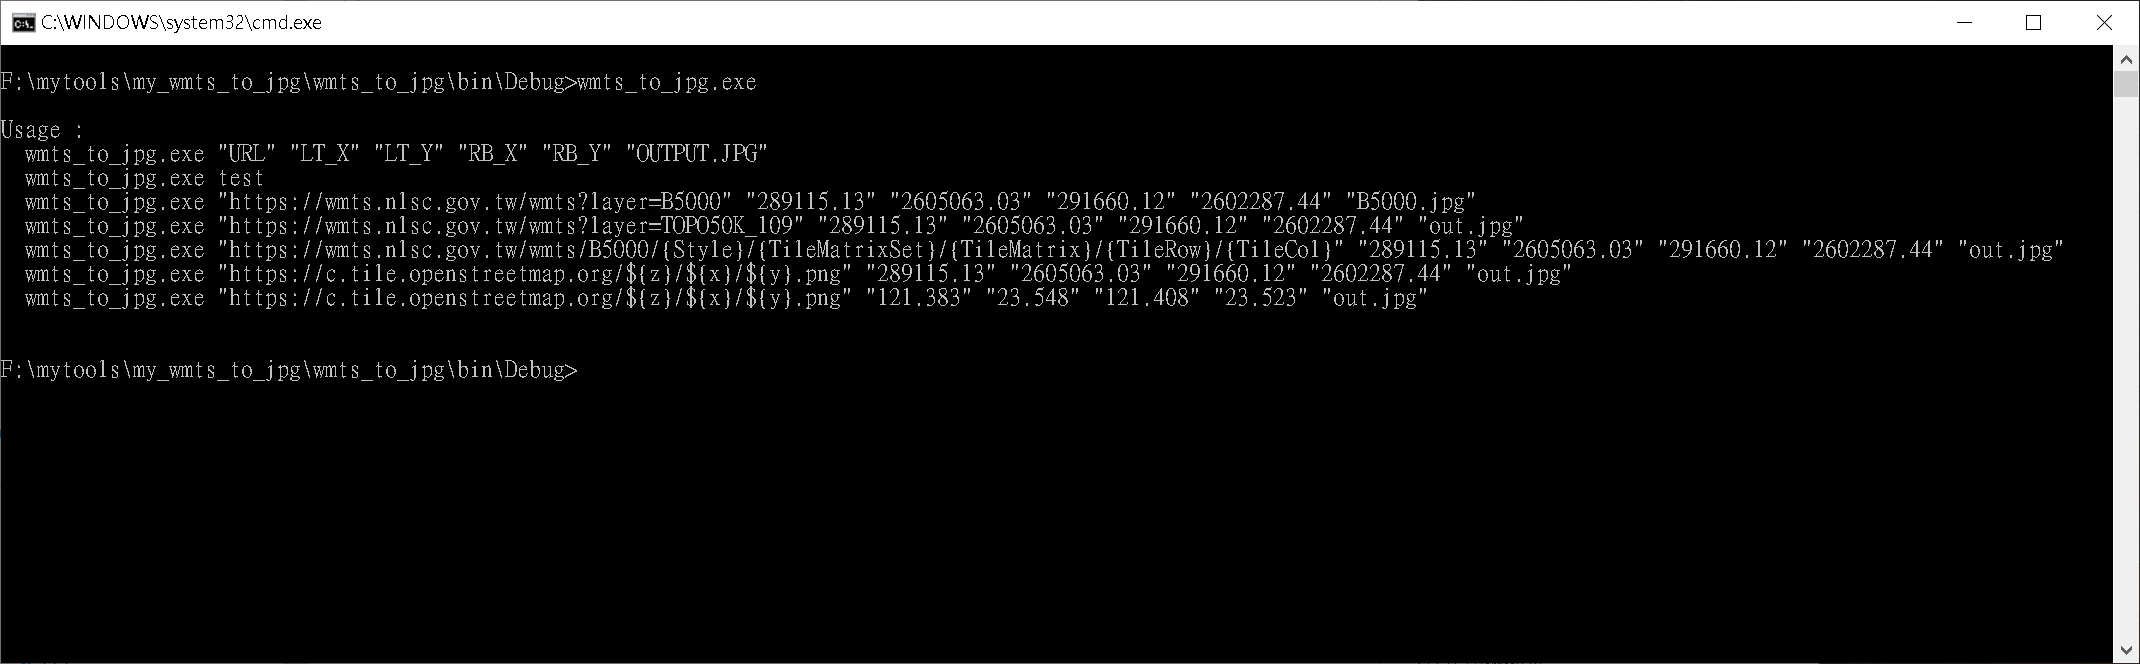 C:\WINDOWS\system32\cmd.exe
F:\mytools\my_wmts_to_jpg\wmts_to_jpg\bin\Debug>wmts_to_jpg.exe
Usage :
wmts_to_jpg.exe "URL" "LT_X" "LT_Y" "RB_X" "RB_Y" "OUTPUT.JPG"
wmts_to_jpg.exe test
wmts_to_jpg.exe "https://wmts.nlsc.gov.tw/wmts?layer=B5000" "289115.13" "2605063.03" "291660.12" "2602287.44" "B5000.jpg"
wmts_to_jpg.exe "https://wmts.nlsc.gov.tw/wmts?layer=TOPO50K_109" "289115.13" "2605063.03" "291660.12" "2602287.44" "out.jpg"
wmts_to_jpg.exe "https://wmts.nlsc.gov.tw/wmts/B5000/{Style}/{TileMatrixSet}/{TileMatrix}/{TileRow}/{TileCol}" "289115.13" "2605063.03" "291660.12" "2602287.44" "out.jpg"
wmts_to_jpg.exe "https://c.tile.openstreetmap.org/${z}/${x}/${y}.png" "289115.13" "2605063.03" "291660.12" "2602287.44" "out.jpg"
wmts_to_jpg.exe "https://c.tile.openstreetmap.org/${z}/${x}/${y}.png" "121.383" "23.548" "121.408" "23.523" "out.jpg"
F:\mytools\my_wmts_to_jpg\wmts_to_jpg\bin\Debug>